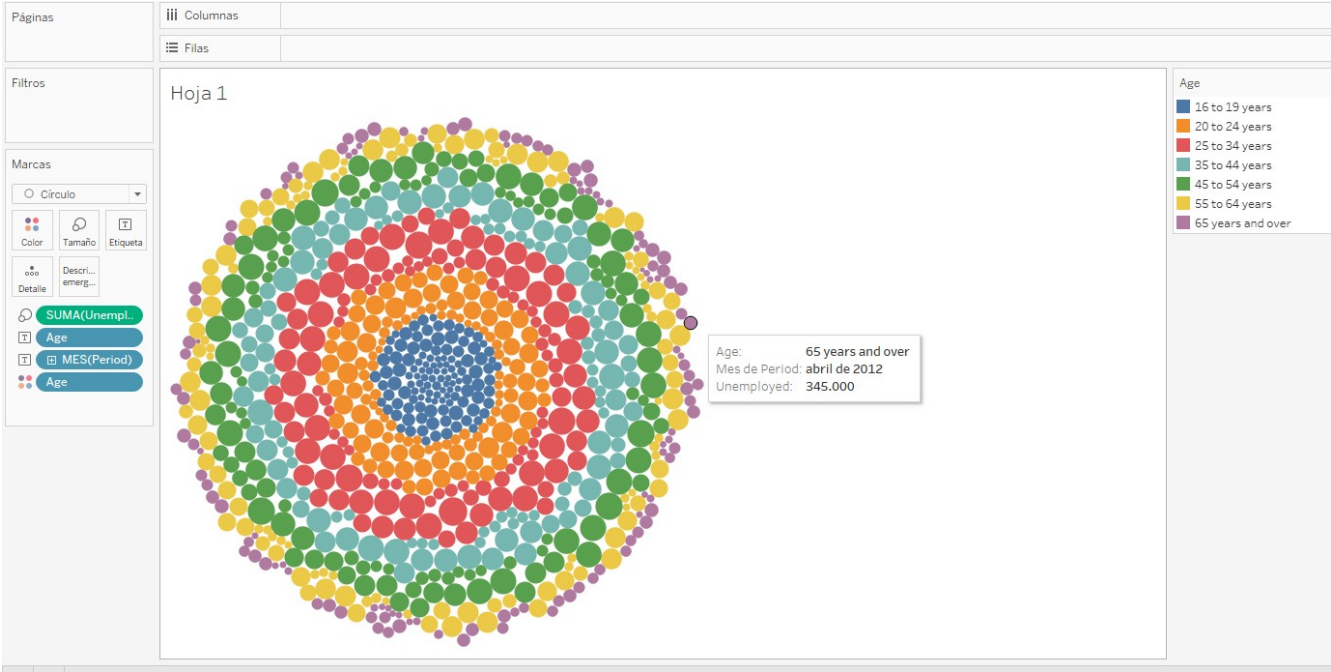 Páginas
Columnas
Filas
Filtros
Hoja 1
Marcas
Círculo
Color
Tamaño
Etiqueta
Detalle
Descri...
emerg...
SUMA(Unempl..
Age
MES(Period)
Age
Age: 65 years and over
Mes de Period: abril de 2012
Unemployed: 345.000
Age
16 to 19 years
20 to 24 years
25 to 34 years
35 to 44 years
45 to 54 years
55 to 64 years
65 years and over